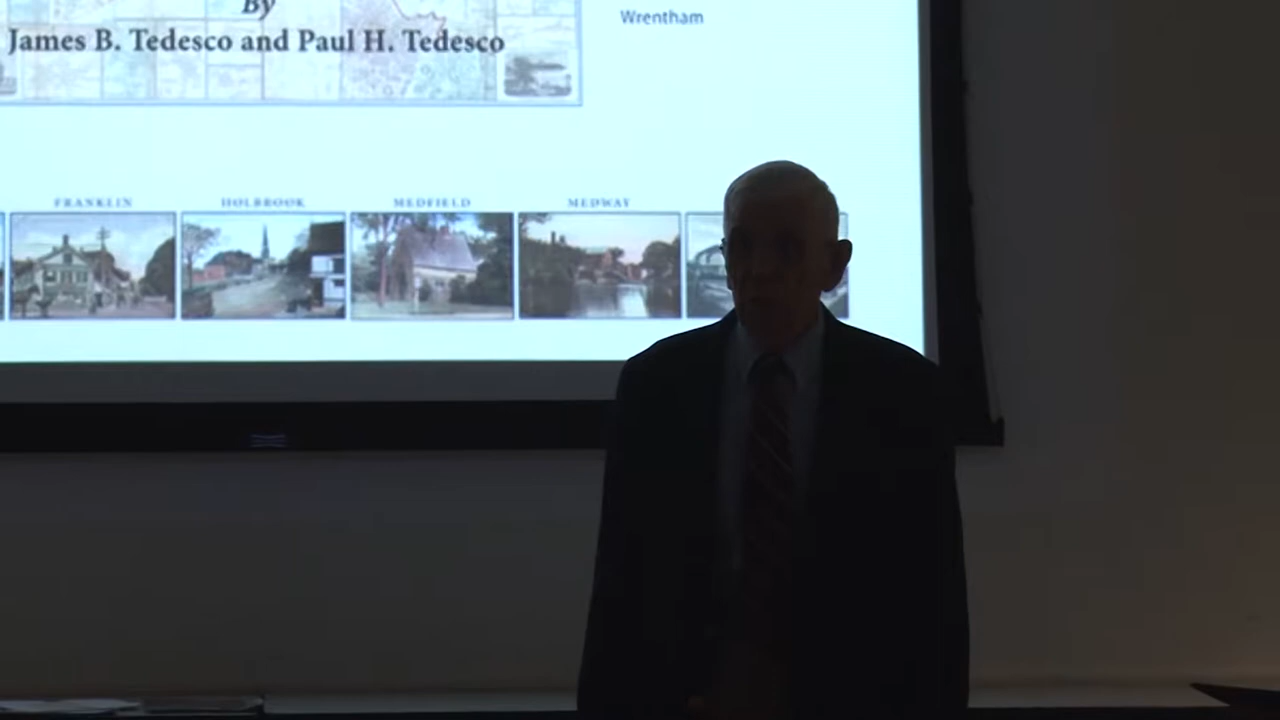 By
James B. Tedesco and Paul H. Tedesco
Wrentham
FRANKLIN
HOLBROOK
MEDFIELD
MEDWAY